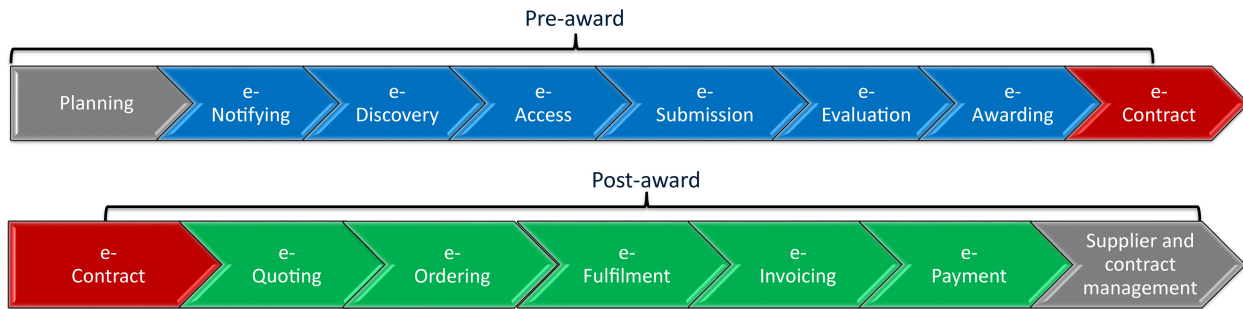 Pre-award
Planning
e-
Notifying
e-
Discovery
e-
Access
e-
Submission
e-
Evaluation
e-
Awarding
e-
Contract
Post-award
e-
Contract
e-
Quoting
e-
Ordering
e-
Fulfilment
e-
Invoicing
e-
Payment
Supplier and
contract
management